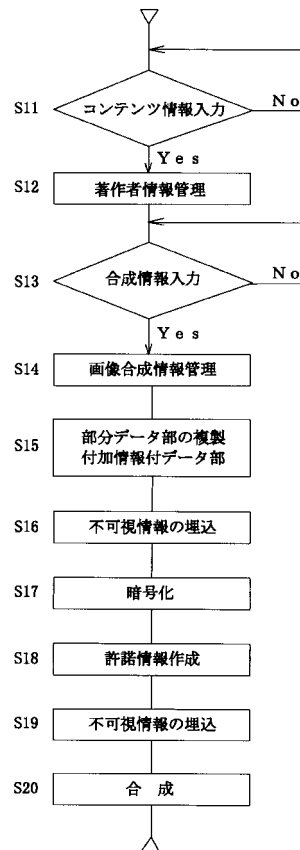 S11 コンテンツ情報入力 No
Yes
S12 著作者情報管理
S13 合成情報入力 No
Yes
S14 画像合成情報管理
S15 部分データ部の複製
付加情報付データ部
S16 不可視情報の埋込
S17 暗号化
S18 許諾情報作成
S19 不可視情報の埋込
S20 合 成